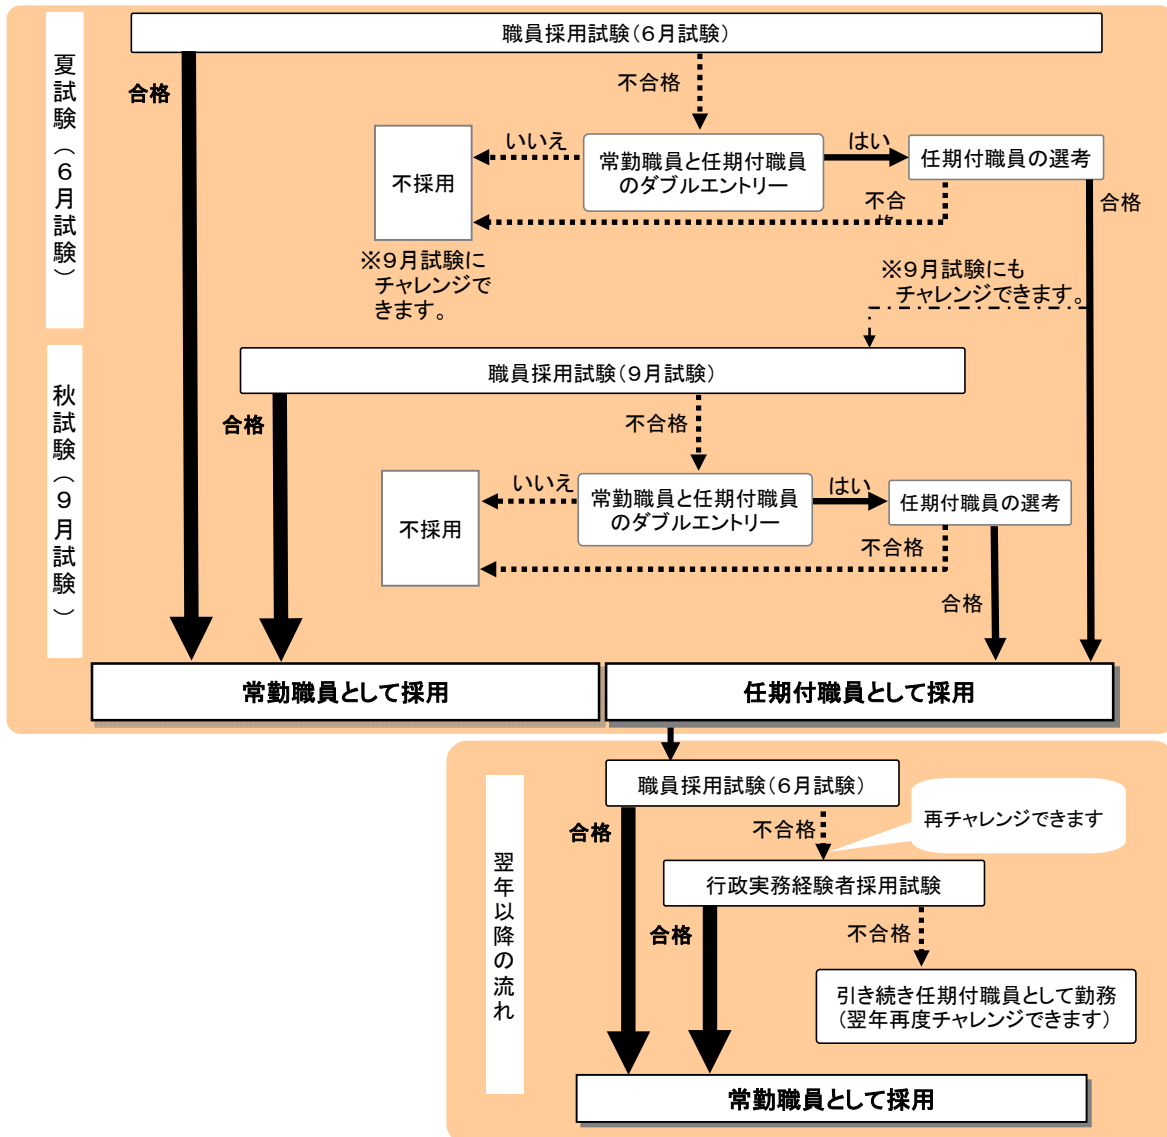 夏試験（６月試験）
職員採用試験（６月試験）
合格
不合格
いいえ
はい
不採用
常勤職員と任期付職員
のダブルエントリー
任期付職員の選考
不合
格
合格
※９月試験に
チャレンジで
きます。
※９月試験にも
チャレンジできます。
秋試験（９月試験）
職員採用試験（９月試験）
合格
不合格
いいえ
はい
不採用
常勤職員と任期付職員
のダブルエントリー
任期付職員の選考
不合格
合格
常勤職員として採用
任期付職員として採用
翌年以降の流れ
職員採用試験（６月試験）
合格
不合格
再チャレンジできます
行政実務経験者採用試験
合格
不合格
引き続き任期付職員として勤務
（翌年再度チャレンジできます）
常勤職員として採用